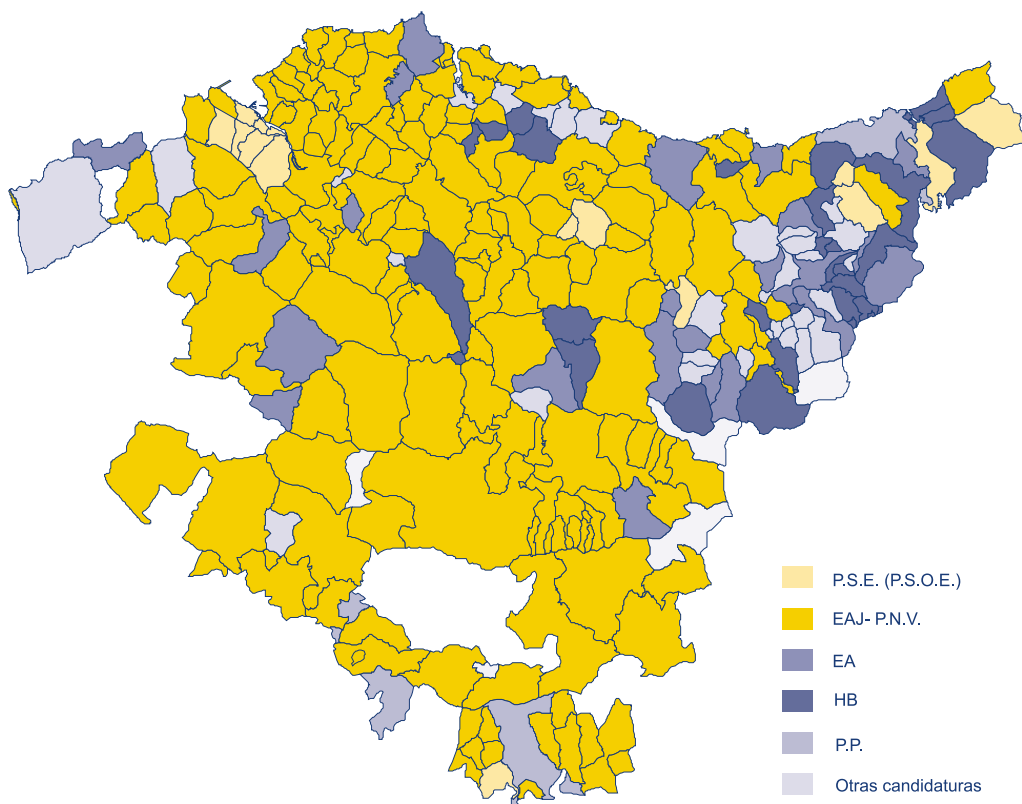 P.S.E. (P.S.O.E.)
EAJ- P.N.V.
EA
HB
P.P.
Otras candidaturas